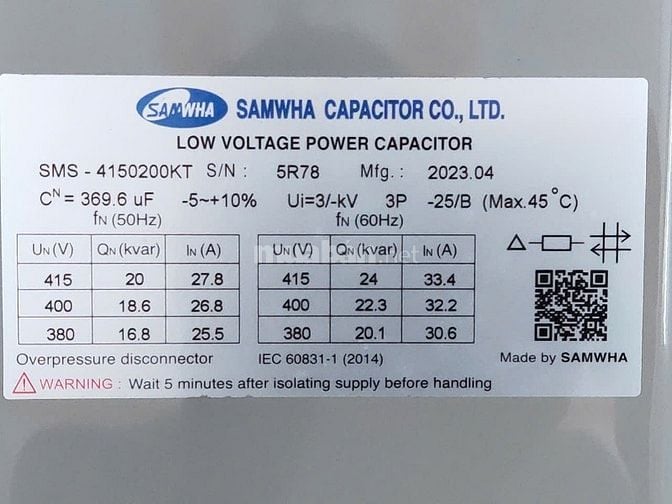 SAMWHA SAMWHA CAPACITOR CO., LTD.
LOW VOLTAGE POWER CAPACITOR
SMS - 4150200KT S/N : 5R78 Mfg. : 2023.04
CN = 369.6 uF -5~+10% Ui=3/-kV 3P -25/B (Max.45°C)
fN (50Hz) fN (60Hz)
UN (V) QN (kvar) IN (A) UN (V) QN (kvar) IN (A)
415 20 27.8 415 24 33.4
400 18.6 26.8 400 22.3 32.2
380 16.8 25.5 380 20.1 30.6
Overpressure disconnector IEC 60831-1 (2014) Made by SAMWHA
WARNING : Wait 5 minutes after isolating supply before handling